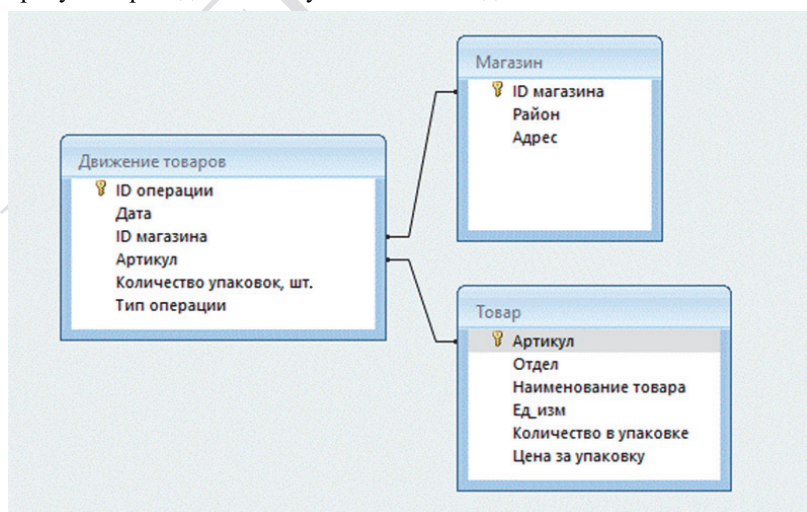 Движение товаров
ID операции
Дата
ID магазина
Артикул
Количество упаковок, шт.
Тип операции
Магазин
ID магазина
Район
Адрес
Товар
Артикул
Отдел
Наименование товара
Ед_изм
Количество в упаковке
Цена за упаковку